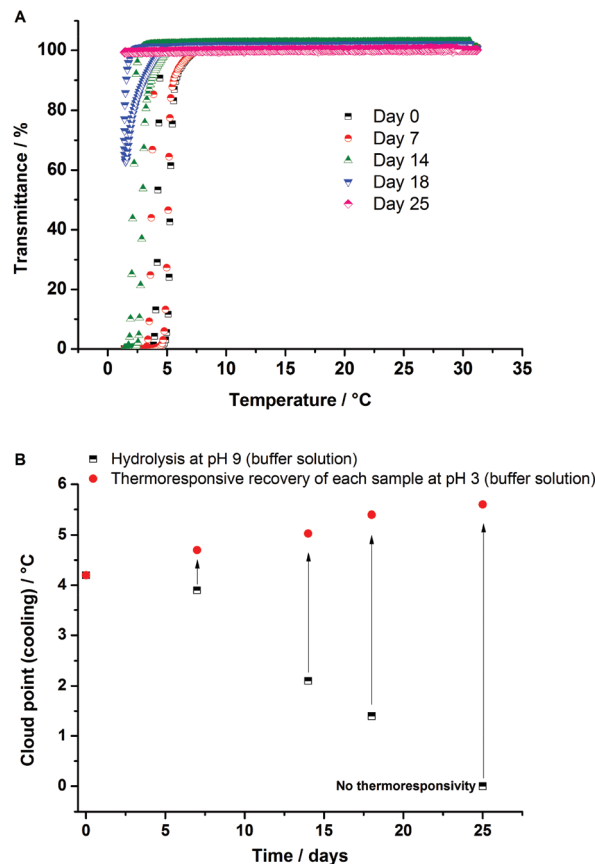 A
100
80
60
40
20
0
Transmittance / %
Day 0
Day 7
Day 14
Day 18
Day 25
0 5 10 15 20 25 30 35
Temperature / °C
B
Hydrolysis at pH 9 (buffer solution)
Thermoresponsive recovery of each sample at pH 3 (buffer solution)
6
5
4
3
2
1
0
Cloud point (cooling) / °C
No thermoresponsivity
0 5 10 15 20 25
Time / days